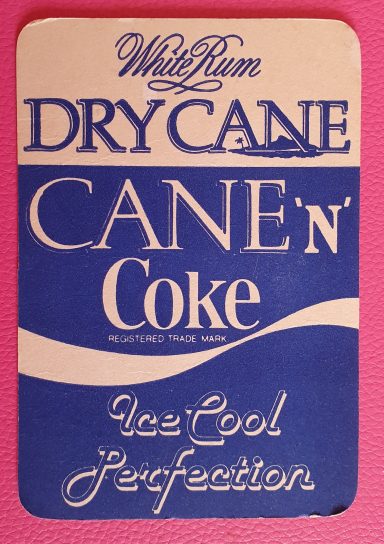 White Rum
DRY CANE
CANE 'N'
Coke
REGISTERED TRADE MARK
Ice Cool
Perfection